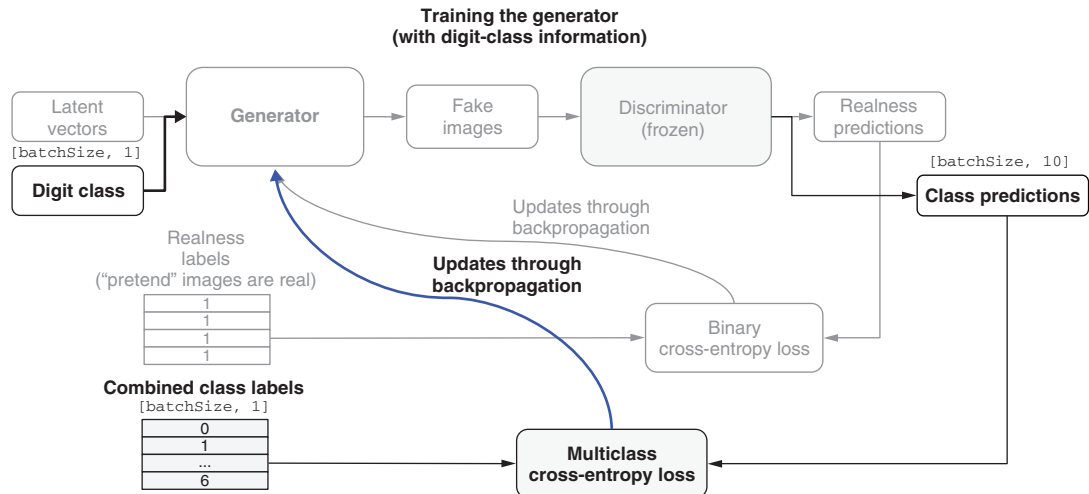 Training the generator
(with digit-class information)
Latent
vectors
Generator
Fake
images
Discriminator
(frozen)
Realness
predictions
[batchSize, 1]
Digit class
[batchSize, 10]
Class predictions
Updates through
backpropagation
Realness
labels
(“pretend” images are real)
Updates through
backpropagation
1
1
1
1
Binary
cross-entropy loss
Combined class labels
[batchSize, 1]
0
1
...
6
Multiclass
cross-entropy loss